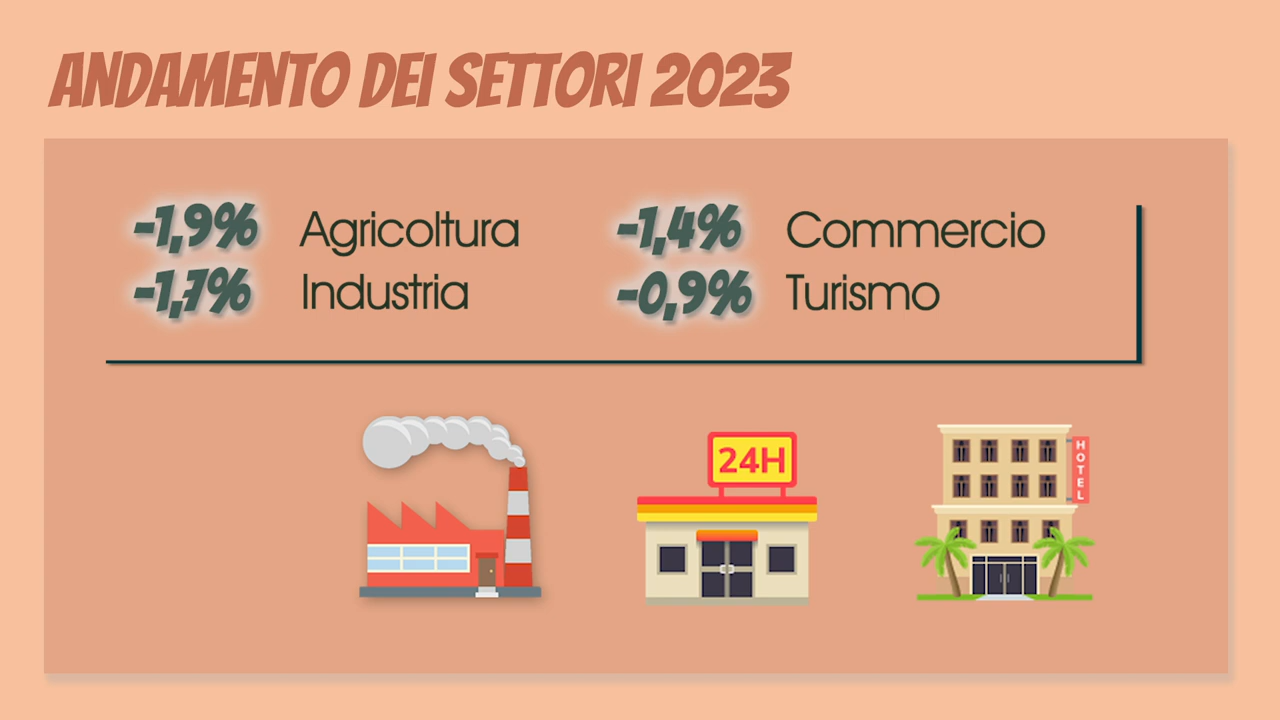 ANDAMENTO DEI SETTORI 2023
-1,9% Agricoltura
-1,7% Industria
-1,4% Commercio
-0,9% Turismo
24H
HOTEL